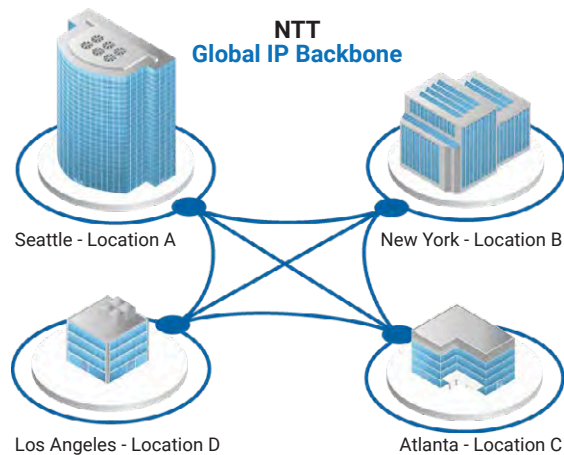 NTT
Global IP Backbone
Seattle - Location A
New York - Location B
Los Angeles - Location D
Atlanta - Location C